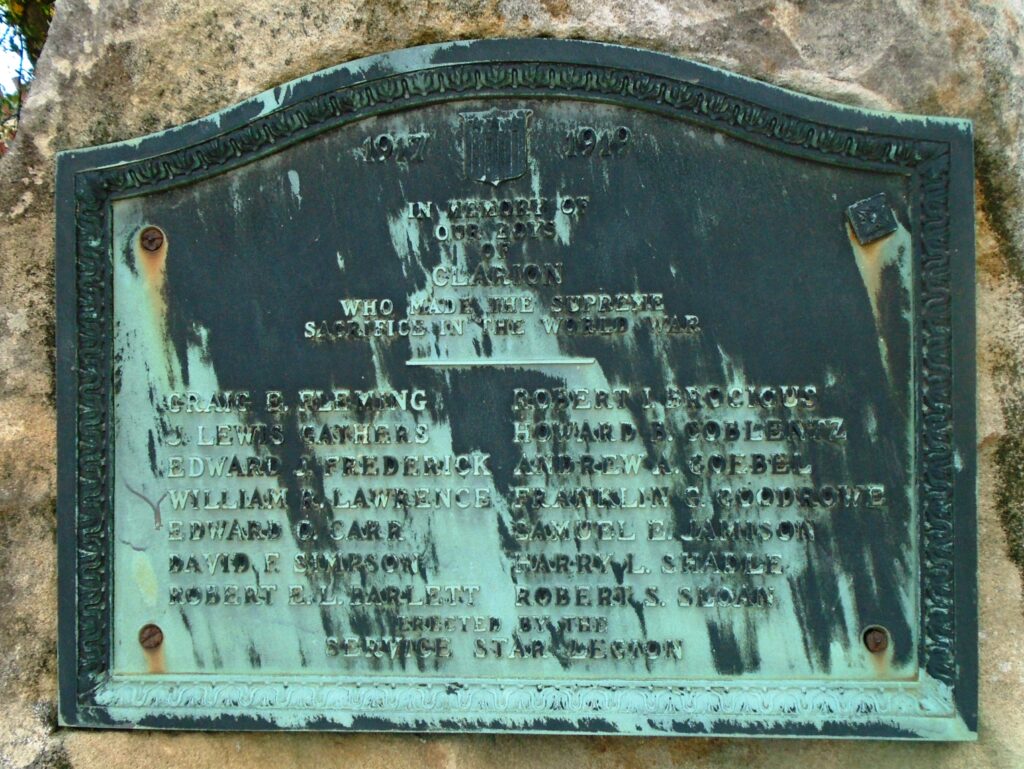 1917 1919
IN MEMORY OF
OUR BOYS
OF
CLARION
WHO MADE THE SUPREME
SACRIFICE IN THE WORLD WAR
CRAIG E. FLEMING
J. LEWIS GATHERS
EDWARD J. FREDERICK
WILLIAM R. LAWRENCE
EDWARD C. CARR
DAVID F. SIMPSON
ROBERT E. L. BARLETT
ROBERT I. BROCIOUS
HOWARD B. COBLENTZ
ANDREW A. GOEBEL
FRANKLIN G. GOODROWE
SAMUEL E. JAMISON
HARRY L. SHADLE
ROBERT S. SLOAN
ERECTED BY THE
SERVICE STAR LEGION